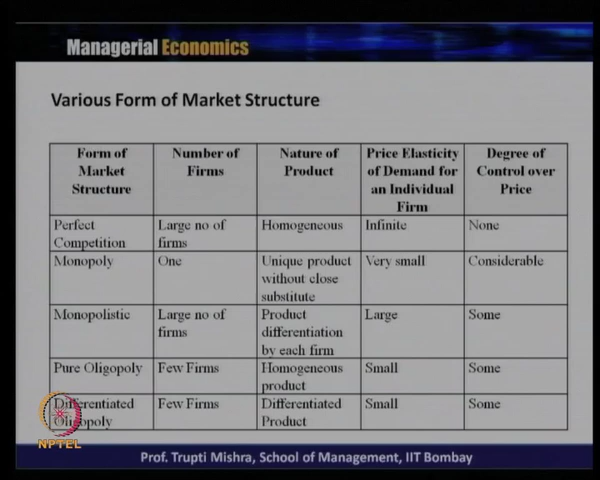 Managerial Economics
Various Form of Market Structure
Form of Market Structure | Number of Firms | Nature of Product | Price Elasticity of Demand for an Individual Firm | Degree of Control over Price
Perfect Competition | Large no of firms | Homogeneous | Infinite | None
Monopoly | One | Unique product without close substitute | Very small | Considerable
Monopolistic | Large no of firms | Product differentiation by each firm | Large | Some
Pure Oligopoly | Few Firms | Homogeneous product | Small | Some
Differentiated Oligopoly | Few Firms | Differentiated Product | Small | Some
NPTEL
Prof. Trupti Mishra, School of Management, IIT Bombay